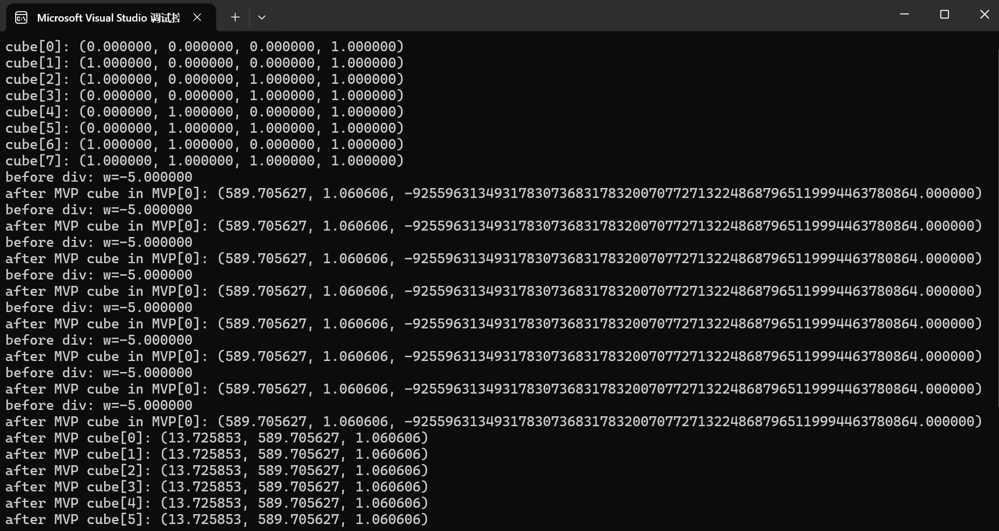 Microsoft Visual Studio 调试控
cube[0]: (0.000000, 0.000000, 0.000000, 1.000000)
cube[1]: (1.000000, 0.000000, 0.000000, 1.000000)
cube[2]: (1.000000, 0.000000, 1.000000, 1.000000)
cube[3]: (0.000000, 0.000000, 1.000000, 1.000000)
cube[4]: (0.000000, 1.000000, 0.000000, 1.000000)
cube[5]: (0.000000, 1.000000, 1.000000, 1.000000)
cube[6]: (1.000000, 1.000000, 0.000000, 1.000000)
cube[7]: (1.000000, 1.000000, 1.000000, 1.000000)
before div: w=-5.000000
after MVP cube in MVP[0]: (589.705627, 1.060606, -92559631349317830736831783200707727132248687965119994463780864.000000)
before div: w=-5.000000
after MVP cube in MVP[0]: (589.705627, 1.060606, -92559631349317830736831783200707727132248687965119994463780864.000000)
before div: w=-5.000000
after MVP cube in MVP[0]: (589.705627, 1.060606, -92559631349317830736831783200707727132248687965119994463780864.000000)
before div: w=-5.000000
after MVP cube in MVP[0]: (589.705627, 1.060606, -92559631349317830736831783200707727132248687965119994463780864.000000)
before div: w=-5.000000
after MVP cube in MVP[0]: (589.705627, 1.060606, -92559631349317830736831783200707727132248687965119994463780864.000000)
before div: w=-5.000000
after MVP cube in MVP[0]: (589.705627, 1.060606, -92559631349317830736831783200707727132248687965119994463780864.000000)
before div: w=-5.000000
after MVP cube in MVP[0]: (589.705627, 1.060606, -92559631349317830736831783200707727132248687965119994463780864.000000)
before div: w=-5.000000
after MVP cube in MVP[0]: (589.705627, 1.060606, -92559631349317830736831783200707727132248687965119994463780864.000000)
after MVP cube[0]: (13.725853, 589.705627, 1.060606)
after MVP cube[1]: (13.725853, 589.705627, 1.060606)
after MVP cube[2]: (13.725853, 589.705627, 1.060606)
after MVP cube[3]: (13.725853, 589.705627, 1.060606)
after MVP cube[4]: (13.725853, 589.705627, 1.060606)
after MVP cube[5]: (13.725853, 589.705627, 1.060606)